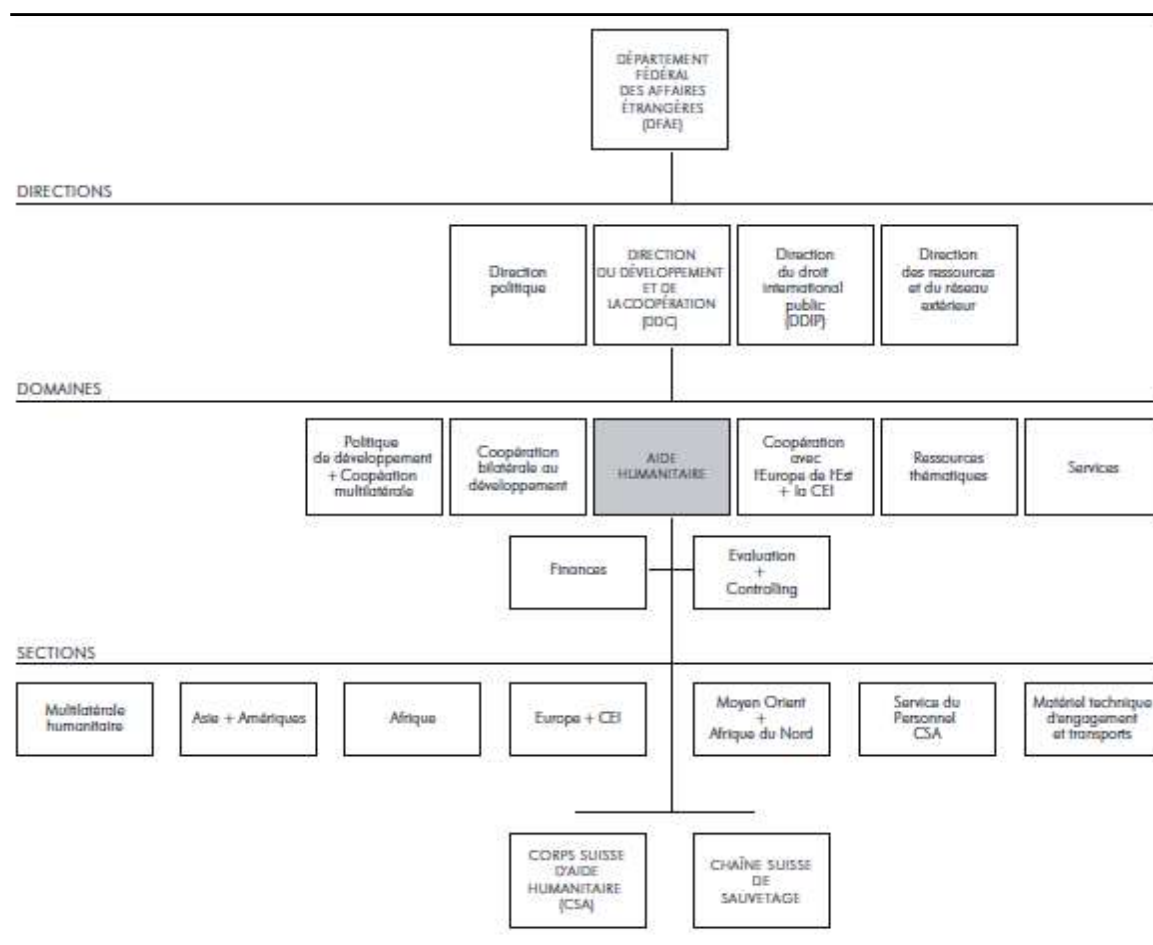 DÉPARTEMENT
FÉDÉRAL
DES AFFAIRES
ÉTRANGÈRES
(DFAE)
DIRECTIONS
Direction
politique
DIRECTION
DU DÉVELOPPEMENT
ET DE
LA COOPÉRATION
(DDC)
Direction
du droit
international
public
(DDIP)
Direction
des ressources
et du réseau
extérieur
DOMAINES
Politique
de développement
+ Coopéation
multilatérale
Coopération
bilatérale au
développement
AIDE
HUMANITAIRE
Coopération
avec
l'Europe de l'Est
+ la CEI
Ressources
thématiques
Services
Finances
Evaluation
+
Controlling
SECTIONS
Multilatérale
humanitaire
Asie + Amériques
Afrique
Europe + CEI
Moyen Orient
+
Afrique du Nord
Service du
Personnel
CSA
Matériel technique
d'engagement
et transports
CORPS SUISSE
D'AIDE
HUMANITAIRE
(CSA)
CHAÎNE SUISSE
DE
SAUVETAGE